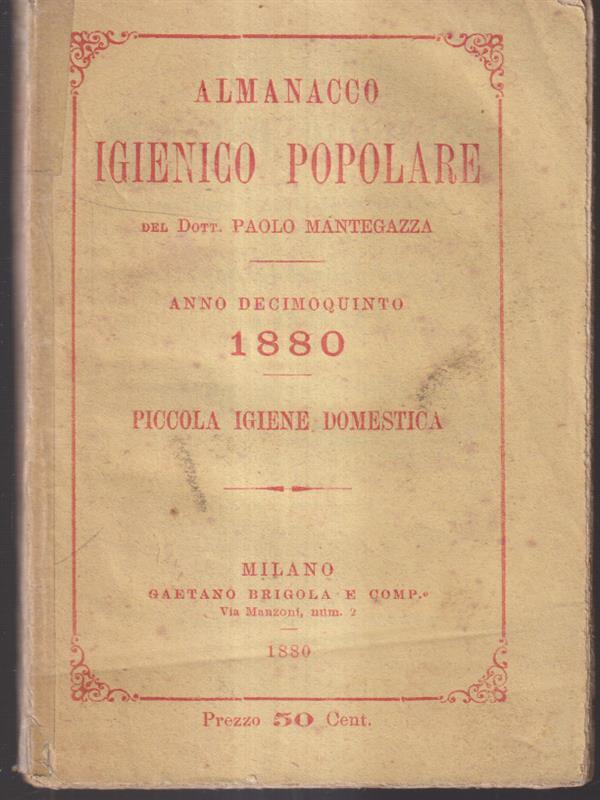 ALMANACCO
IGIENICO POPOLARE
DEL DOTT. PAOLO MANTEGAZZA
ANNO DECIMOQUINTO
1880
PICCOLA IGIENE DOMESTICA
MILANO
GAETANO BRIGOLA E COMP.º
Via Manzoni, núm. 2
1880
Prezzo 50 Cent.